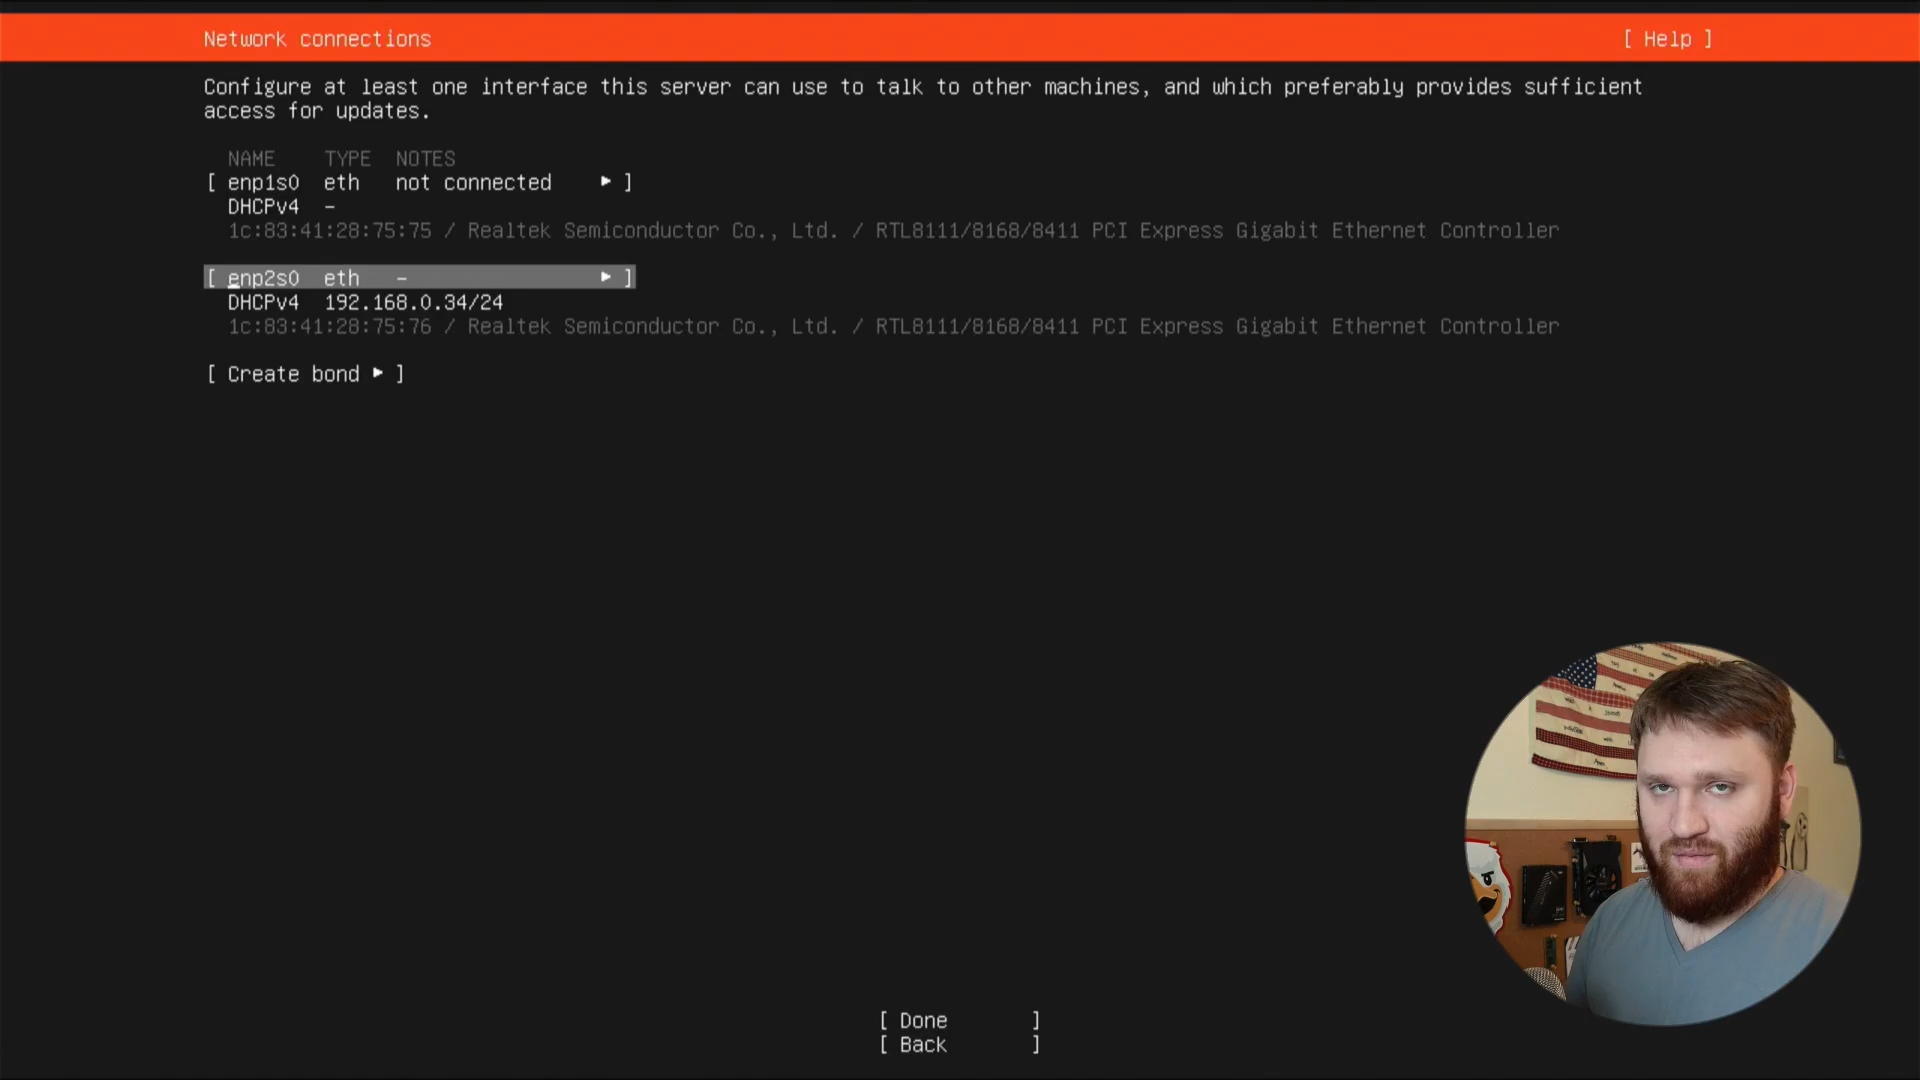 Network connections [ Help ]
Configure at least one interface this server can use to talk to other machines, and which preferably provides sufficient
access for updates.
NAME TYPE NOTES
[ enp1s0 eth not connected ▸ ]
DHCPv4 –
1c:83:41:28:75:75 / Realtek Semiconductor Co., Ltd. / RTL8111/8168/8411 PCI Express Gigabit Ethernet Controller
[ enp2s0 eth – ▸ ]
DHCPv4 192.168.0.34/24
1c:83:41:28:75:76 / Realtek Semiconductor Co., Ltd. / RTL8111/8168/8411 PCI Express Gigabit Ethernet Controller
[ Create bond ▸ ]
[ Done ]
[ Back ]